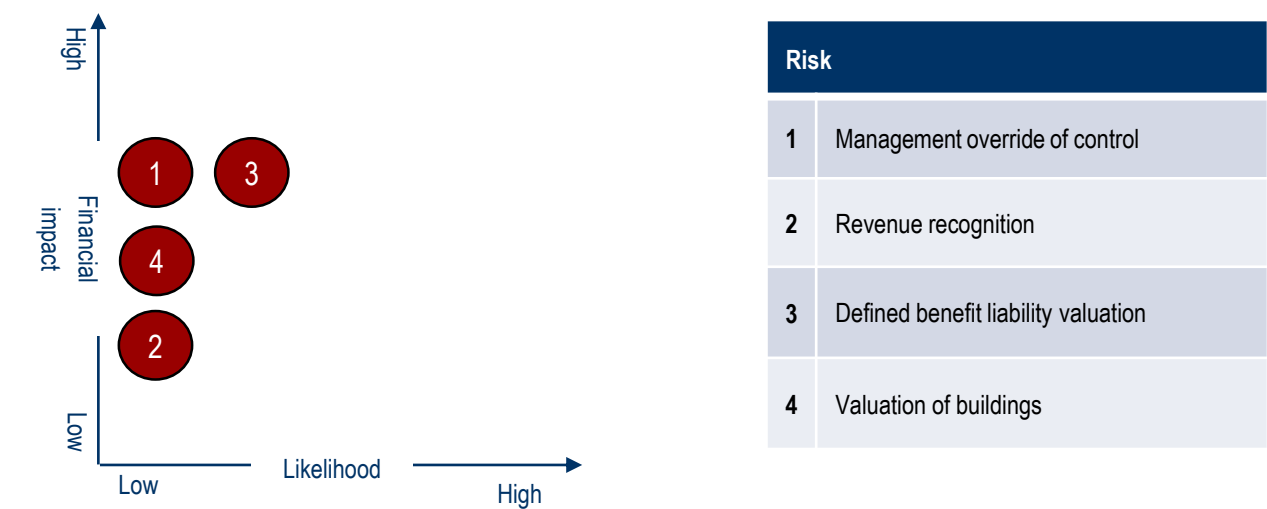 High
1
3
Financial
impact
4
2
Low
Low
Likelihood
High
Risk
1 Management override of control
2 Revenue recognition
3 Defined benefit liability valuation
4 Valuation of buildings